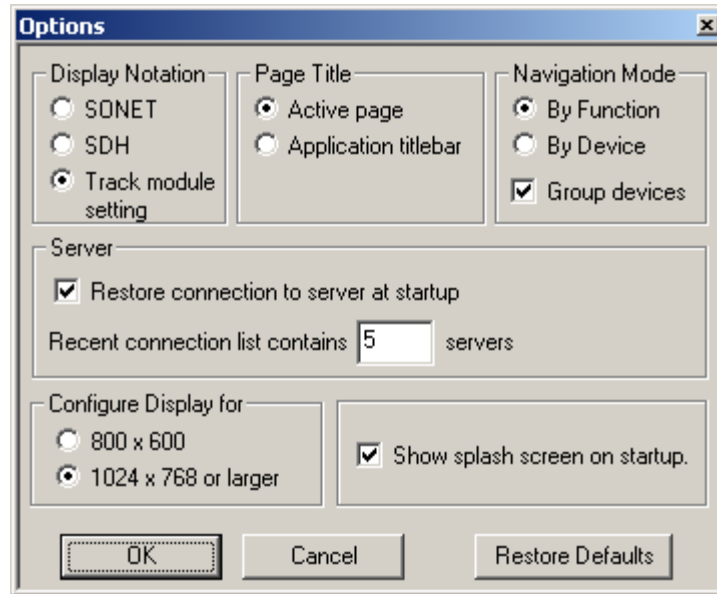 Options
Display Notation
SONET
SDH
Track module
setting
Page Title
Active page
Application titlebar
Navigation Mode
By Function
By Device
Group devices
Server
Restore connection to server at startup
Recent connection list contains 5 servers
Configure Display for
800 x 600
1024 x 768 or larger
Show splash screen on startup.
OK Cancel Restore Defaults